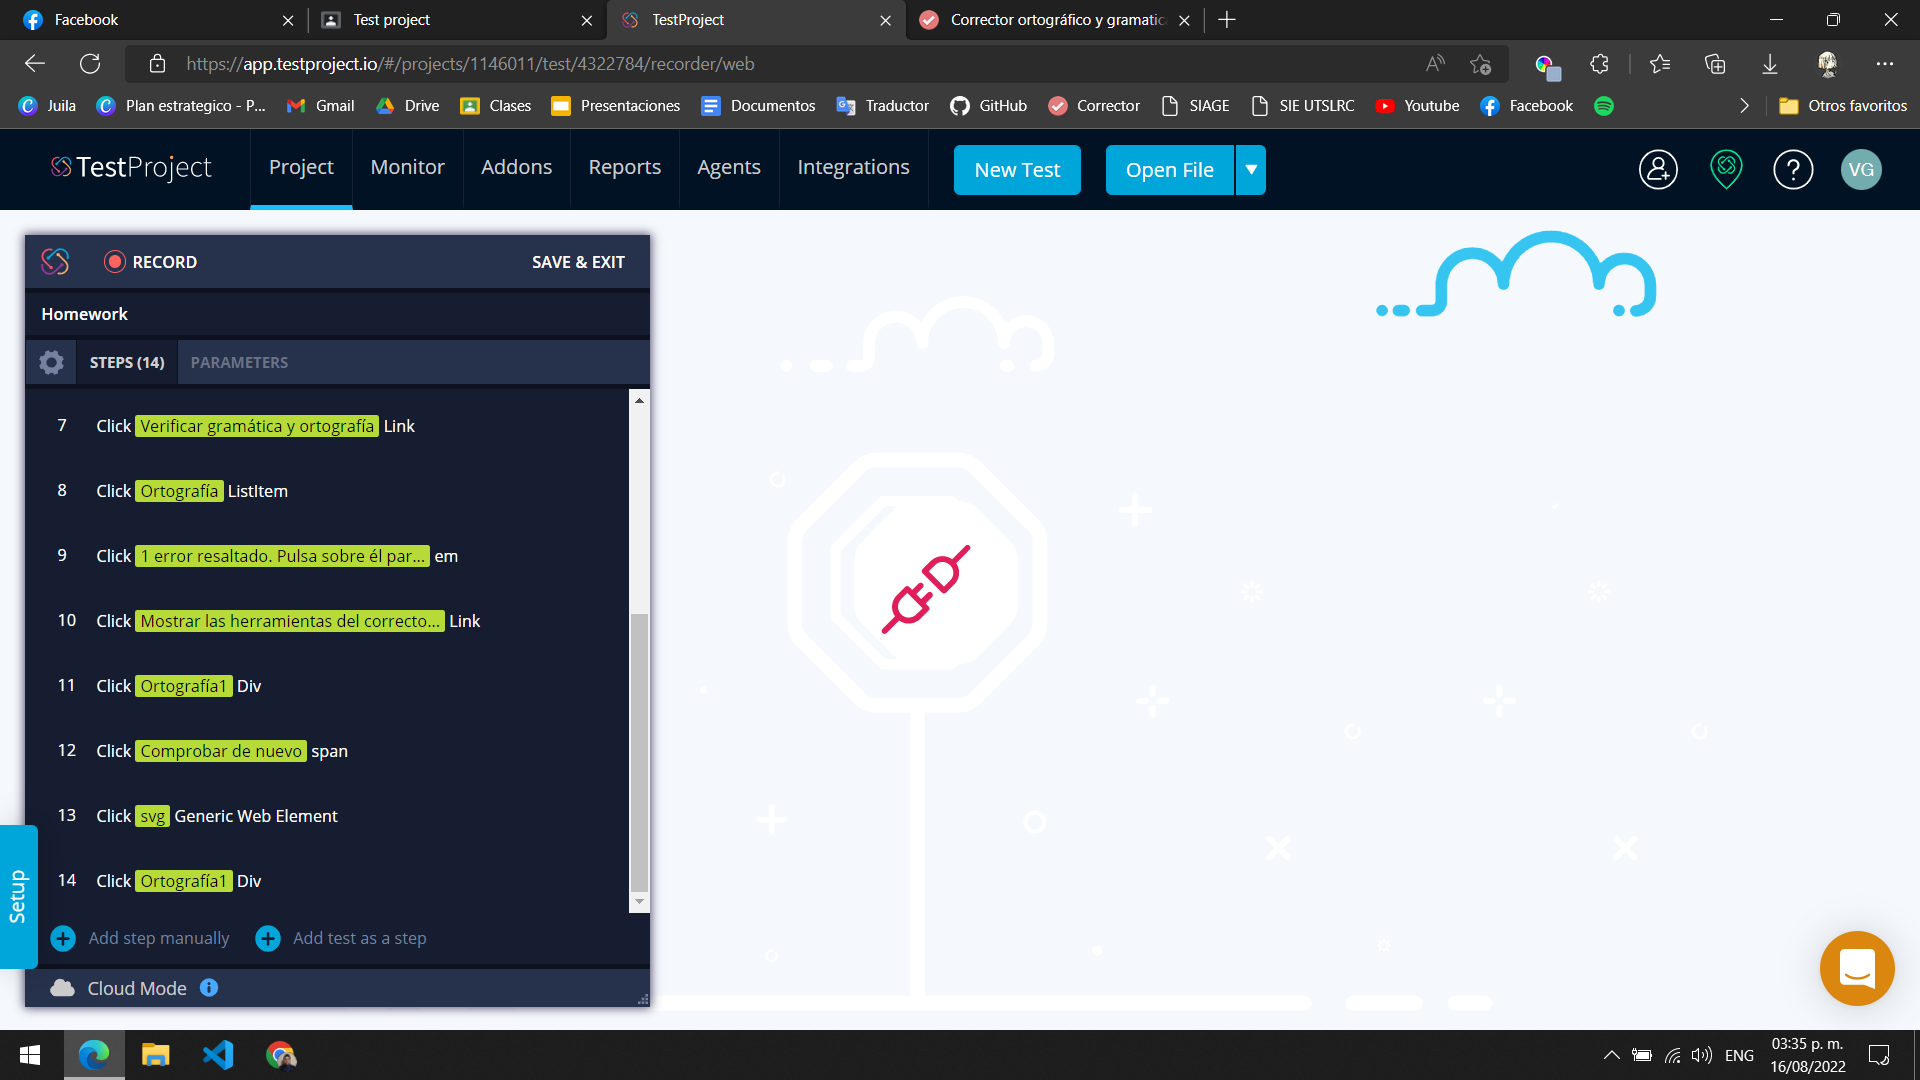 Facebook
Test project
TestProject
Corrector ortográfico y gramatic
https://app.testproject.io/#/projects/1146011/test/4322784/recorder/web
Juila
Plan estrategico - P...
Gmail
Drive
Clases
Presentaciones
Documentos
Traductor
GitHub
Corrector
SIAGE
SIE UTSLRC
Youtube
Facebook
Otros favoritos
TestProject
Project
Monitor
Addons
Reports
Agents
Integrations
New Test
Open File
VG
RECORD
SAVE & EXIT
Homework
STEPS (14)
PARAMETERS
7 Click Verificar gramática y ortografía Link
8 Click Ortografía ListItem
9 Click 1 error resaltado. Pulsa sobre él par... em
10 Click Mostrar las herramientas del correcto... Link
11 Click Ortografía1 Div
12 Click Comprobar de nuevo span
13 Click svg Generic Web Element
14 Click Ortografía1 Div
Setup
Add step manually
Add test as a step
Cloud Mode
ENG
03:35 p. m.
16/08/2022